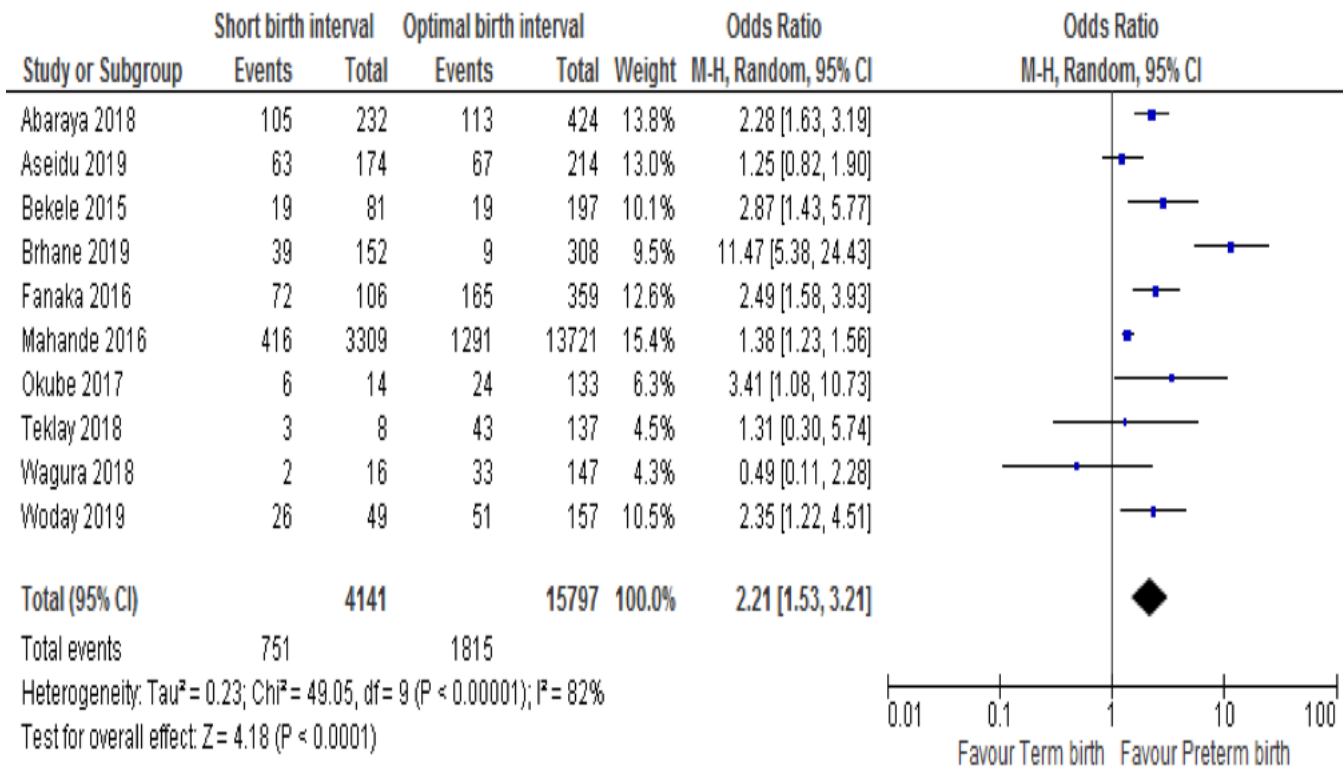 Short birth interval Optimal birth interval Odds Ratio Odds Ratio
Study or Subgroup Events Total Events Total Weight M-H, Random, 95% CI M-H, Random, 95% CI
Abaraya 2018 105 232 113 424 13.8% 2.28 [1.63, 3.19]
Aseidu 2019 63 174 67 214 13.0% 1.25 [0.82, 1.90]
Bekele 2015 19 81 19 197 10.1% 2.87 [1.43, 5.77]
Brhane 2019 39 152 9 308 9.5% 11.47 [5.38, 24.43]
Fanaka 2016 72 106 165 359 12.6% 2.49 [1.58, 3.93]
Mahande 2016 416 3309 1291 13721 15.4% 1.38 [1.23, 1.56]
Okube 2017 6 14 24 133 6.3% 3.41 [1.08, 10.73]
Teklay 2018 3 8 43 137 4.5% 1.31 [0.30, 5.74]
Wagura 2018 2 16 33 147 4.3% 0.49 [0.11, 2.28]
Woday 2019 26 49 51 157 10.5% 2.35 [1.22, 4.51]
Total (95% CI) 4141 15797 100.0% 2.21 [1.53, 3.21]
Total events 751 1815
Heterogeneity: Tau² = 0.23; Chi² = 49.05, df = 9 (P < 0.00001); I² = 82%
Test for overall effect: Z = 4.18 (P < 0.0001)
0.01 0.1 1 10 100
Favour Term birth Favour Preterm birth